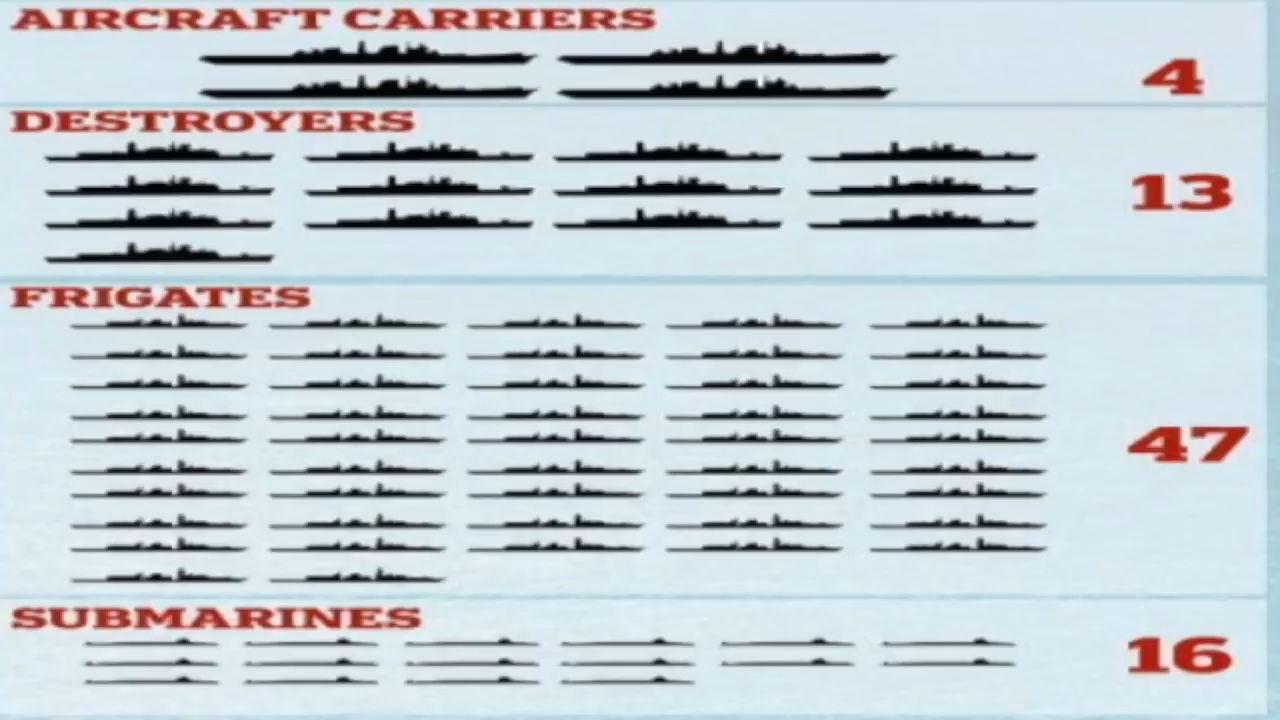 AIRCRAFT CARRIERS
4
DESTROYERS
13
FRIGATES
47
SUBMARINES
16